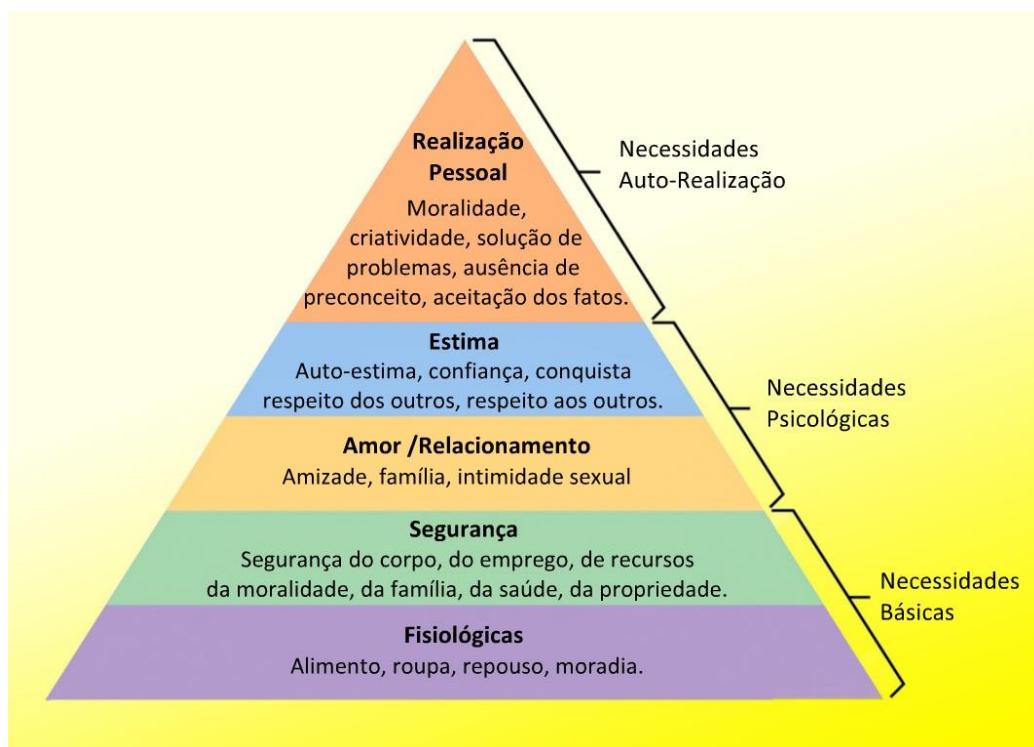 Realização
Pessoal
Moralidade,
criatividade, solução de
problemas, ausência de
preconceito, aceitação dos fatos.
Necessidades
Auto-Realização
Estima
Auto-estima, confiança, conquista
respeito dos outros, respeito aos outros.
Amor /Relacionamento
Amizade, família, intimidade sexual
Necessidades
Psicológicas
Segurança
Segurança do corpo, do emprego, de recursos
da moralidade, da família, da saúde, da propriedade.
Fisiológicas
Alimento, roupa, repouso, moradia.
Necessidades
Básicas